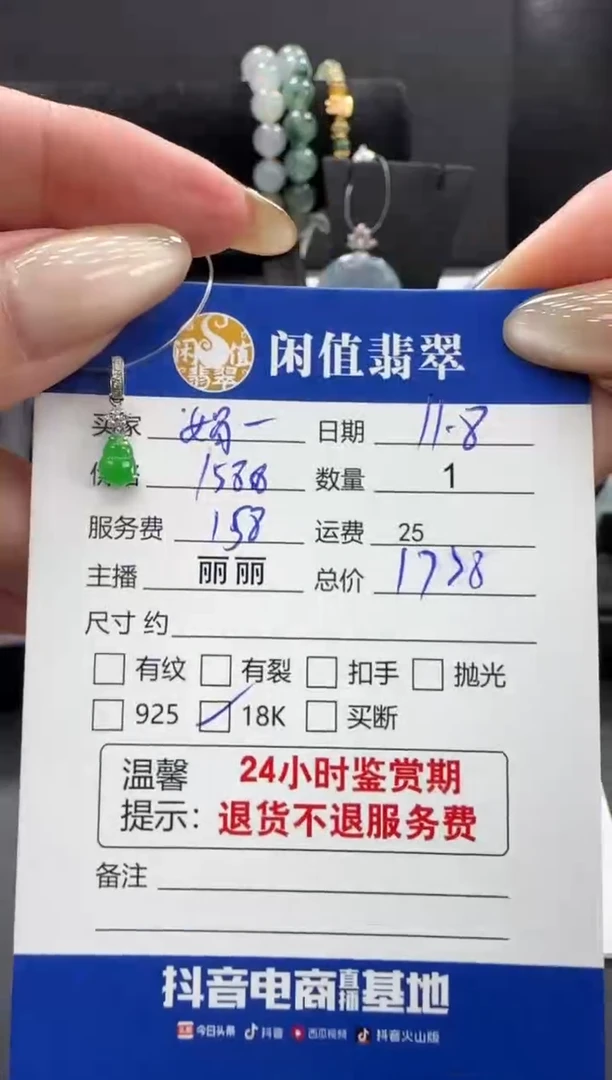 闲值翡翠
闲值翡翠
买家 日期 11-8
数量 1
服务费 158 运费 25
主播 丽丽 总价
尺寸 约
有纹 有裂 扣手 抛光
925 18K 买断
温馨 24小时鉴赏期
提示：退货不退服务费
备注
抖音电商直播基地
今日头条 抖音 西瓜视频 抖音火山版